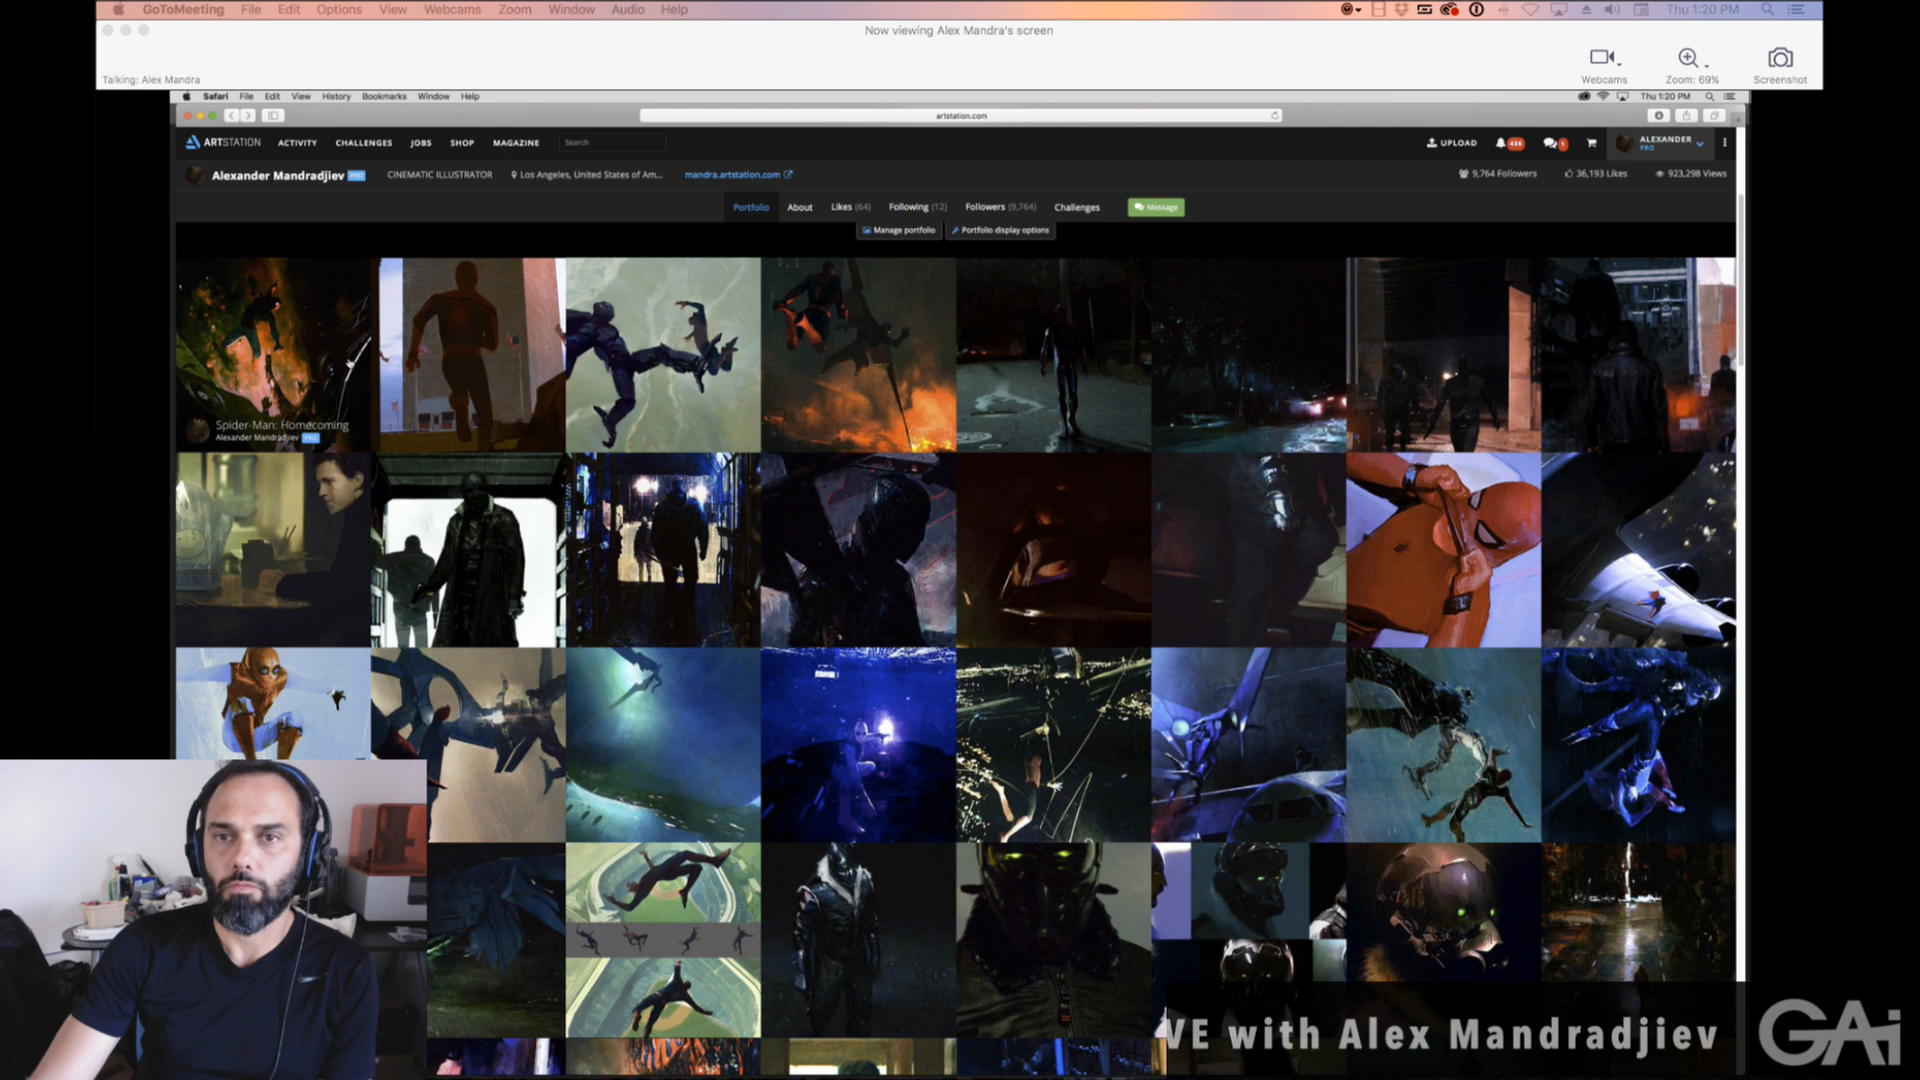 GoToMeeting File Edit Options View Webcams Zoom Window Audio Help Thu 1:20 PM
Now viewing Alex Mandra's screen
Talking: Alex Mandra
Webcams Zoom: 69% Screenshot
Safari File Edit View History Bookmarks Window Help Thu 1:20 PM
artstation.com
ARTSTATION ACTIVITY CHALLENGES JOBS SHOP MAGAZINE Search UPLOAD 436 1 ALEXANDER
PRO
Alexander Mandradjiev PRO CINEMATIC ILLUSTRATOR Los Angeles, United States of Am... mandra.artstation.com 9,764 Followers 36,193 Likes 923,298 Views
Portfolio About Likes (64) Following (12) Followers (9,764) Challenges Message
Manage portfolio Portfolio display options
Spider-Man: Homecoming
Alexander Mandradjiev PRO
VE with Alex Mandradjiev
GAi